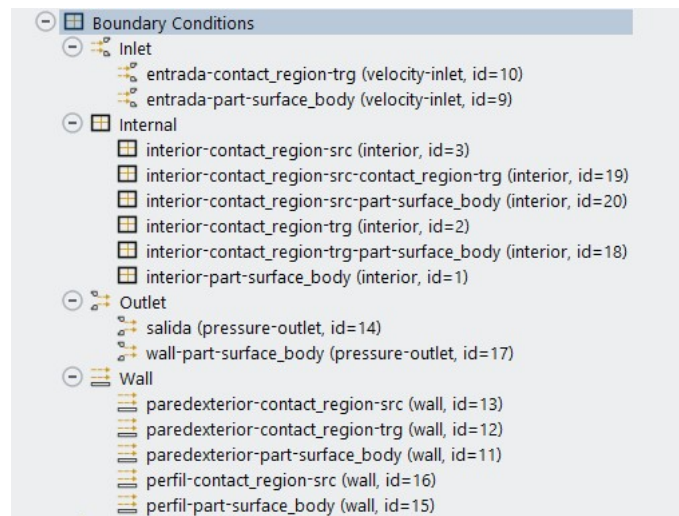 Boundary Conditions
Inlet
entrada-contact_region-trg (velocity-inlet, id=10)
entrada-part-surface_body (velocity-inlet, id=9)
Internal
interior-contact_region-src (interior, id=3)
interior-contact_region-src-contact_region-trg (interior, id=19)
interior-contact_region-src-part-surface_body (interior, id=20)
interior-contact_region-trg (interior, id=2)
interior-contact_region-trg-part-surface_body (interior, id=18)
interior-part-surface_body (interior, id=1)
Outlet
salida (pressure-outlet, id=14)
wall-part-surface_body (pressure-outlet, id=17)
Wall
paredexterior-contact_region-src (wall, id=13)
paredexterior-contact_region-trg (wall, id=12)
paredexterior-part-surface_body (wall, id=11)
perfil-contact_region-src (wall, id=16)
perfil-part-surface_body (wall, id=15)